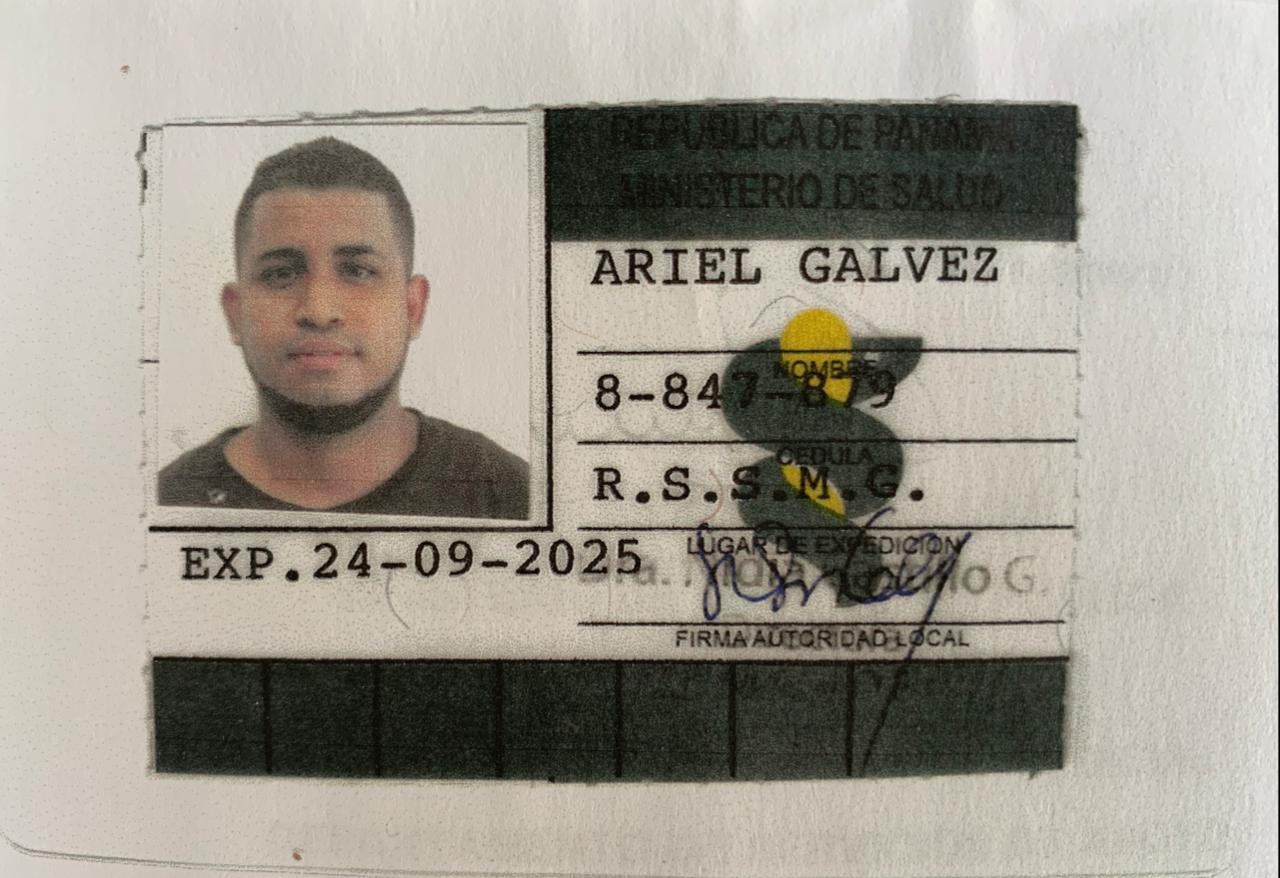 REPUBLICA DE PANAMA
MINISTERIO DE SALUD
ARIEL GALVEZ
NOMBRE
8-847-879
CEDULA
R.S.S.M.G.
LUGAR DE EXPEDICION
EXP.24-09-2025
G.
FIRMA AUTORIDAD LOCAL